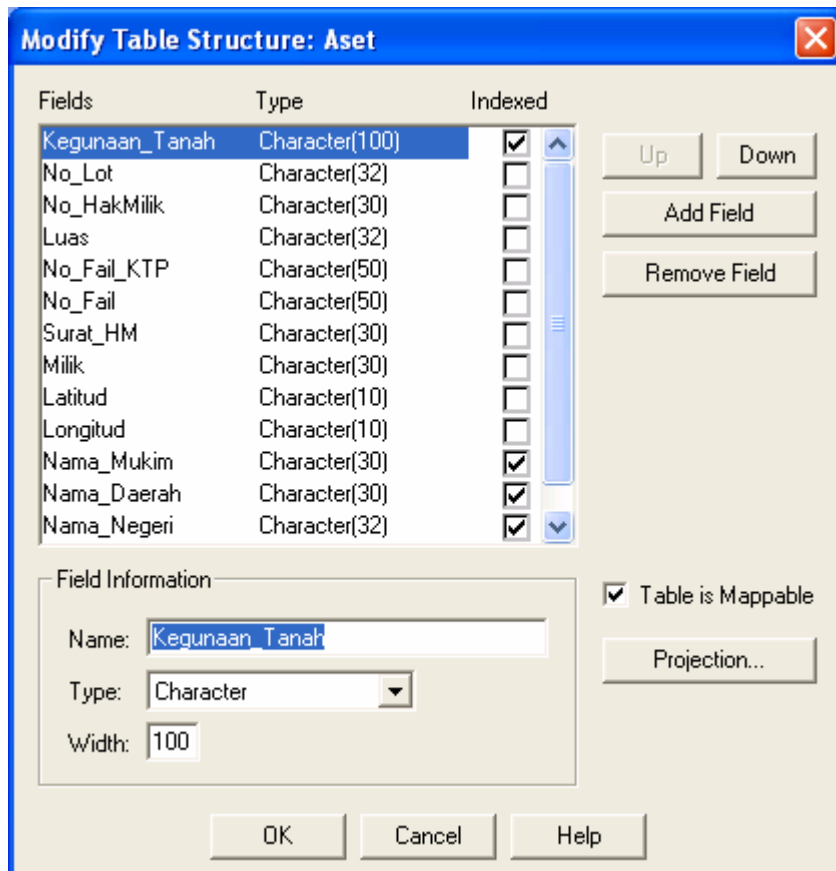 Modify Table Structure: Aset
Fields Type Indexed
Kegunaan_Tanah Character(100)
No_Lot Character(32)
No_HakMilik Character(30)
Luas Character(32)
No_Fail_KTP Character(50)
No_Fail Character(50)
Surat_HM Character(30)
Milik Character(30)
Latitud Character(10)
Longitud Character(10)
Nama_Mukim Character(30)
Nama_Daerah Character(30)
Nama_Negeri Character(32)
Up Down
Add Field
Remove Field
Field Information
Name: Kegunaan_Tanah
Type: Character
Width: 100
Table is Mappable
Projection...
OK Cancel Help